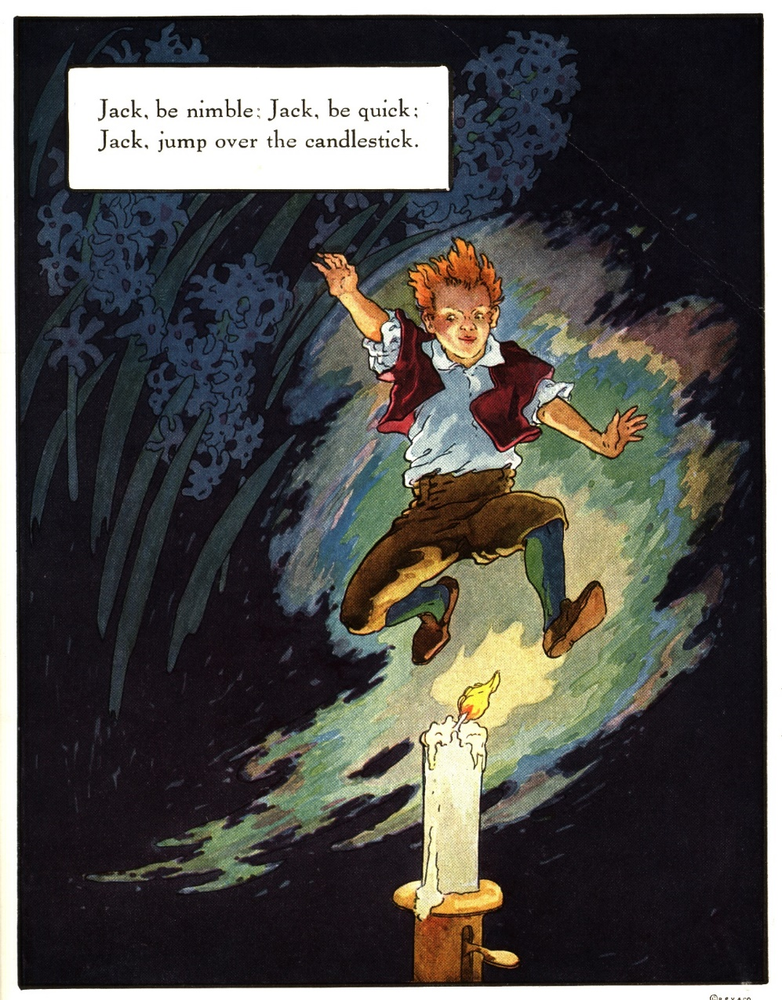 Jack, be nimble; Jack, be quick;
Jack, jump over the candlestick.